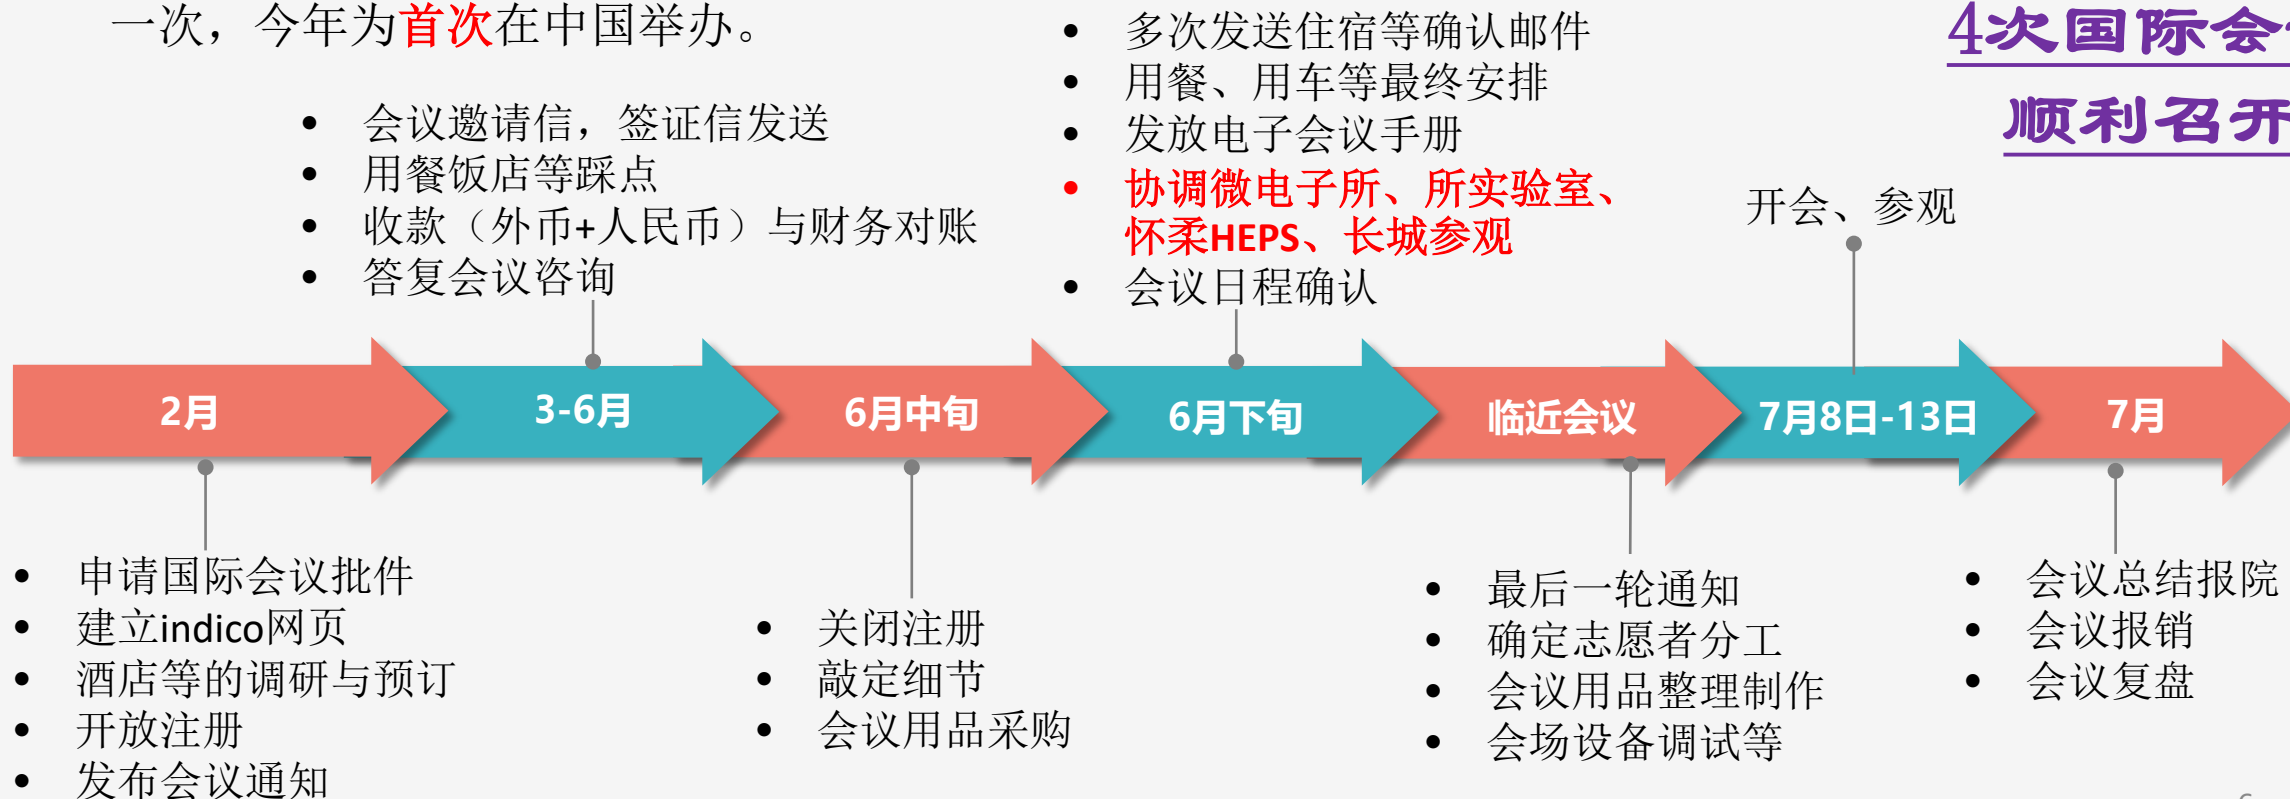 一次，今年为首次在中国举办。
4次国际会
顺利召开
• 会议邀请信，签证信发送
• 用餐饭店等踩点
• 收款（外币+人民币）与财务对账
• 答复会议咨询
• 多次发送住宿等确认邮件
• 用餐、用车等最终安排
• 发放电子会议手册
• 协调微电子所、所实验室、
怀柔HEPS、长城参观
• 会议日程确认
开会、参观
2月
3-6月
6月中旬
6月下旬
临近会议
7月8日-13日
7月
• 申请国际会议批件
• 建立indico网页
• 酒店等的调研与预订
• 开放注册
• 发布会议通知
• 关闭注册
• 敲定细节
• 会议用品采购
• 最后一轮通知
• 确定志愿者分工
• 会议用品整理制作
• 会场设备调试等
• 会议总结报院
• 会议报销
• 会议复盘